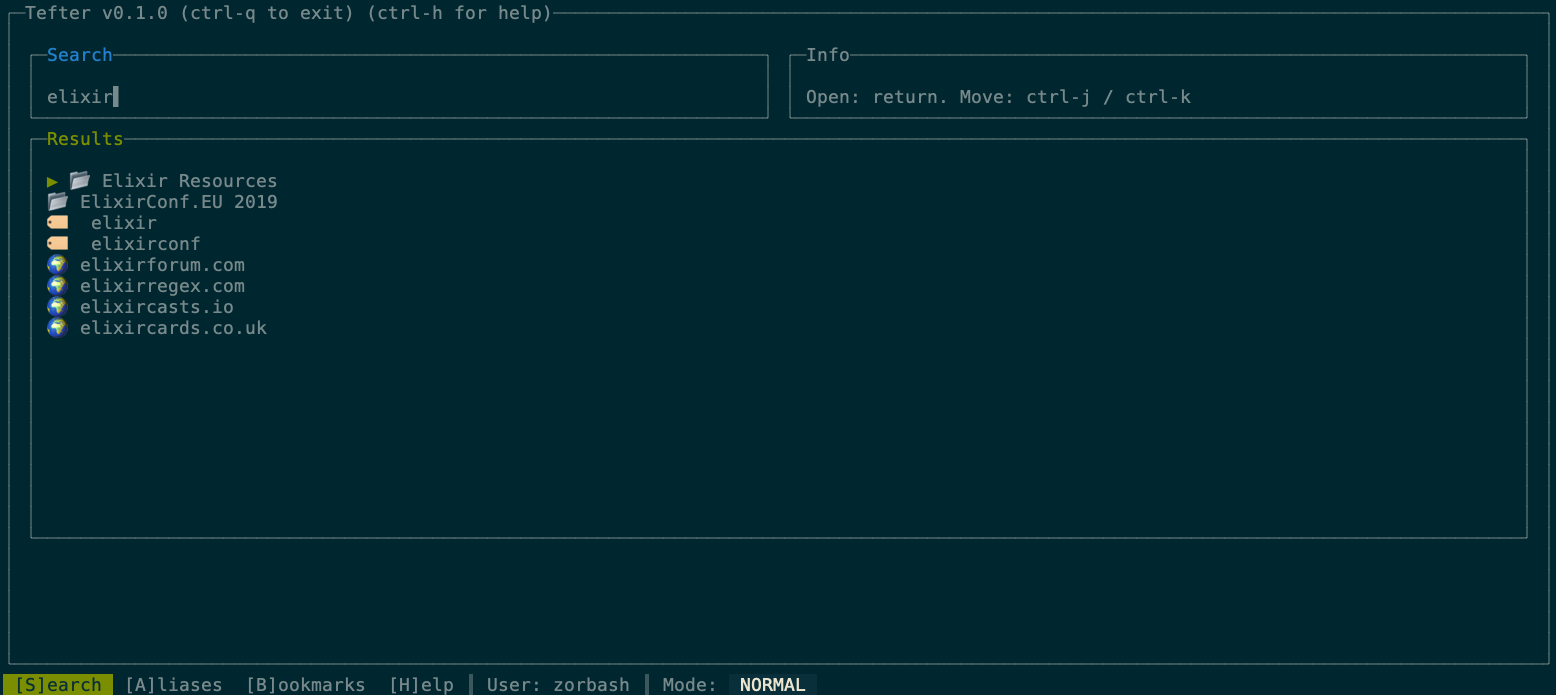 Tefter v0.1.0 (ctrl-q to exit) (ctrl-h for help)
Search
elixir
Info
Open: return. Move: ctrl-j / ctrl-k
Results
Elixir Resources
ElixirConf.EU 2019
elixir
elixirconf
elixirforum.com
elixirregex.com
elixircasts.io
elixircards.co.uk
[S]earch [A]liases [B]ookmarks [H]elp | User: zorbash | Mode: NORMAL